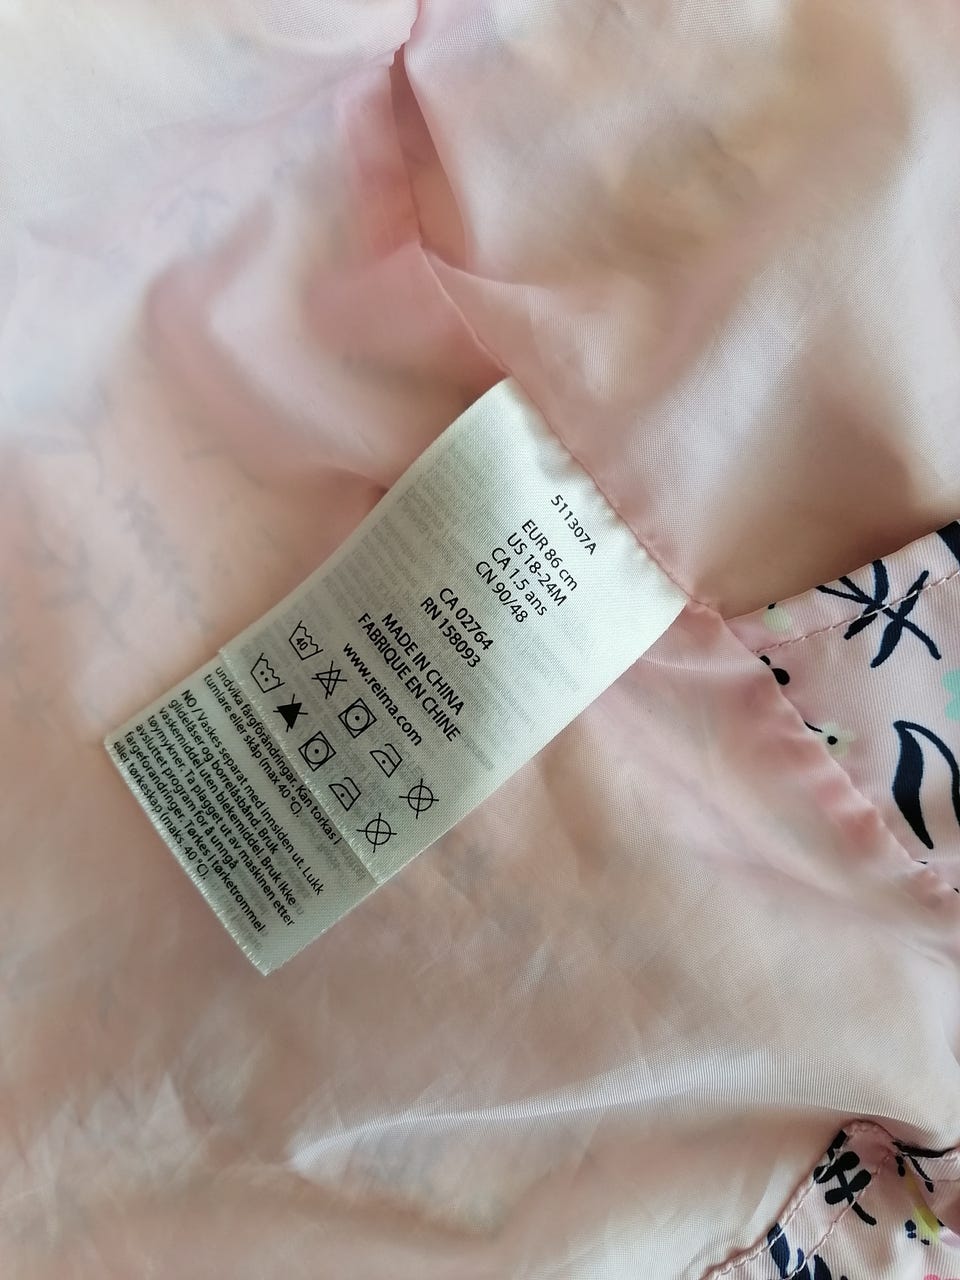 511307A
EUR 86 cm
US 18-24M
CA 1.5 ans
CN 90/48
CA 02764
RN 158093
MADE IN CHINA
FABRIQUE EN CHINE
www.reima.com
40
undvika färgförändringar. Kan torkas i
tumlare eller skåp (max 40 °C).
NO / Vaskes separat med innsiden ut. Lukk
glidelåser og borrelåsbånd. Bruk
vaskemiddel uten blekemiddel. Bruk ikke
tøymykner. Ta plagget ut av maskinen etter
avsluttet program for å unngå
fargeforandringer. Tørkes i tørketrommel
eller tørkeskap (maks. 40 °C).